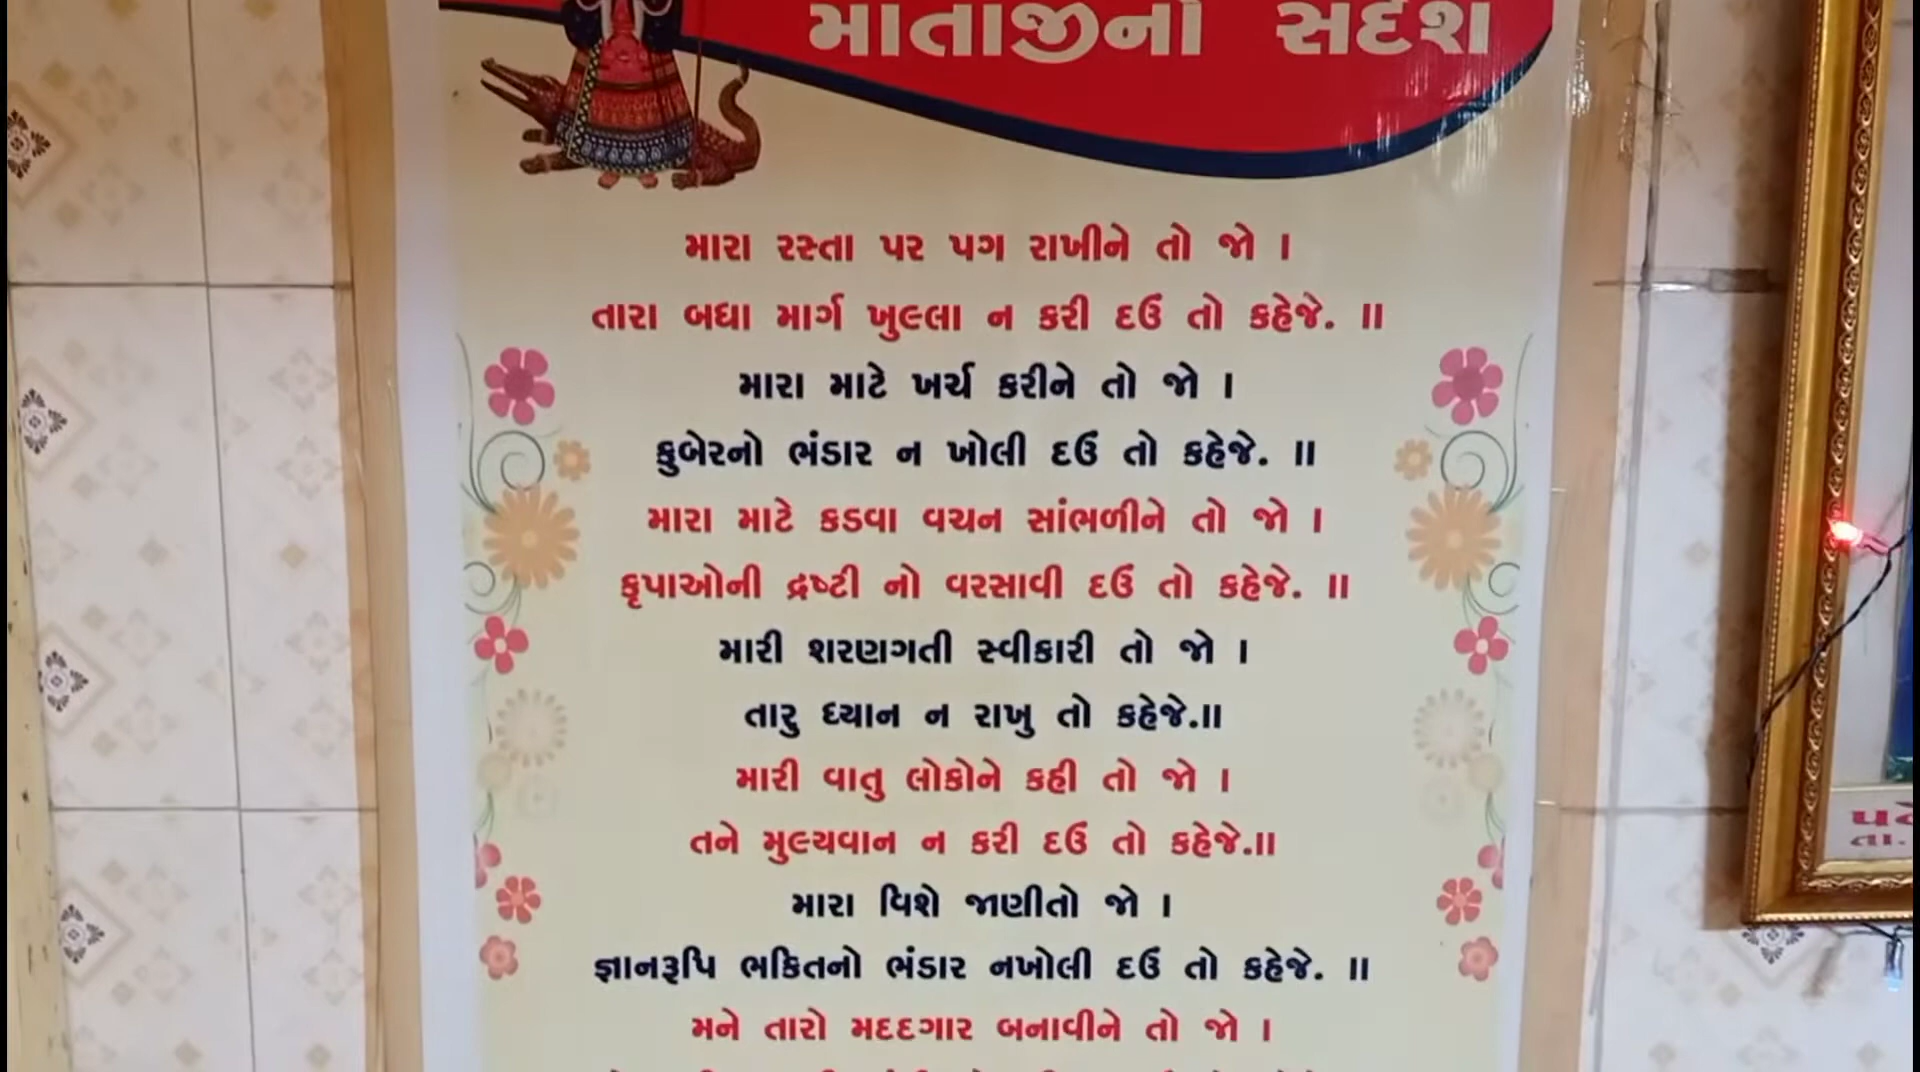 માતાજીનો સંદેશ
મારા રસ્તા પર પગ રાખીને તો જો ।
તારા બધા માર્ગ ખુલ્લા ન કરી દઉં તો કહેજે. ॥
મારા માટે ખર્ચ કરીને તો જો ।
કુબેરનો ભંડાર ન ખોલી દઉં તો કહેજે. ॥
મારા માટે કડવા વચન સાંભળીને તો જો ।
કૃપાઓની દ્રષ્ટી નો વરસાવી દઉં તો કહેજે. ॥
મારી શરણગતી સ્વીકારી તો જો ।
તારુ ધ્યાન ન રાખુ તો કહેજે.॥
મારી વાતુ લોકોને કહી તો જો ।
તને મુલ્યવાન ન કરી દઉં તો કહેજે.॥
મારા વિશે જાણીતો જો ।
જ્ઞાનરૂપિ ભકિતનો ભંડાર નખોલી દઉં તો કહેજે. ॥
મને તારો મદદગાર બનાવીને તો જો ।
તા.